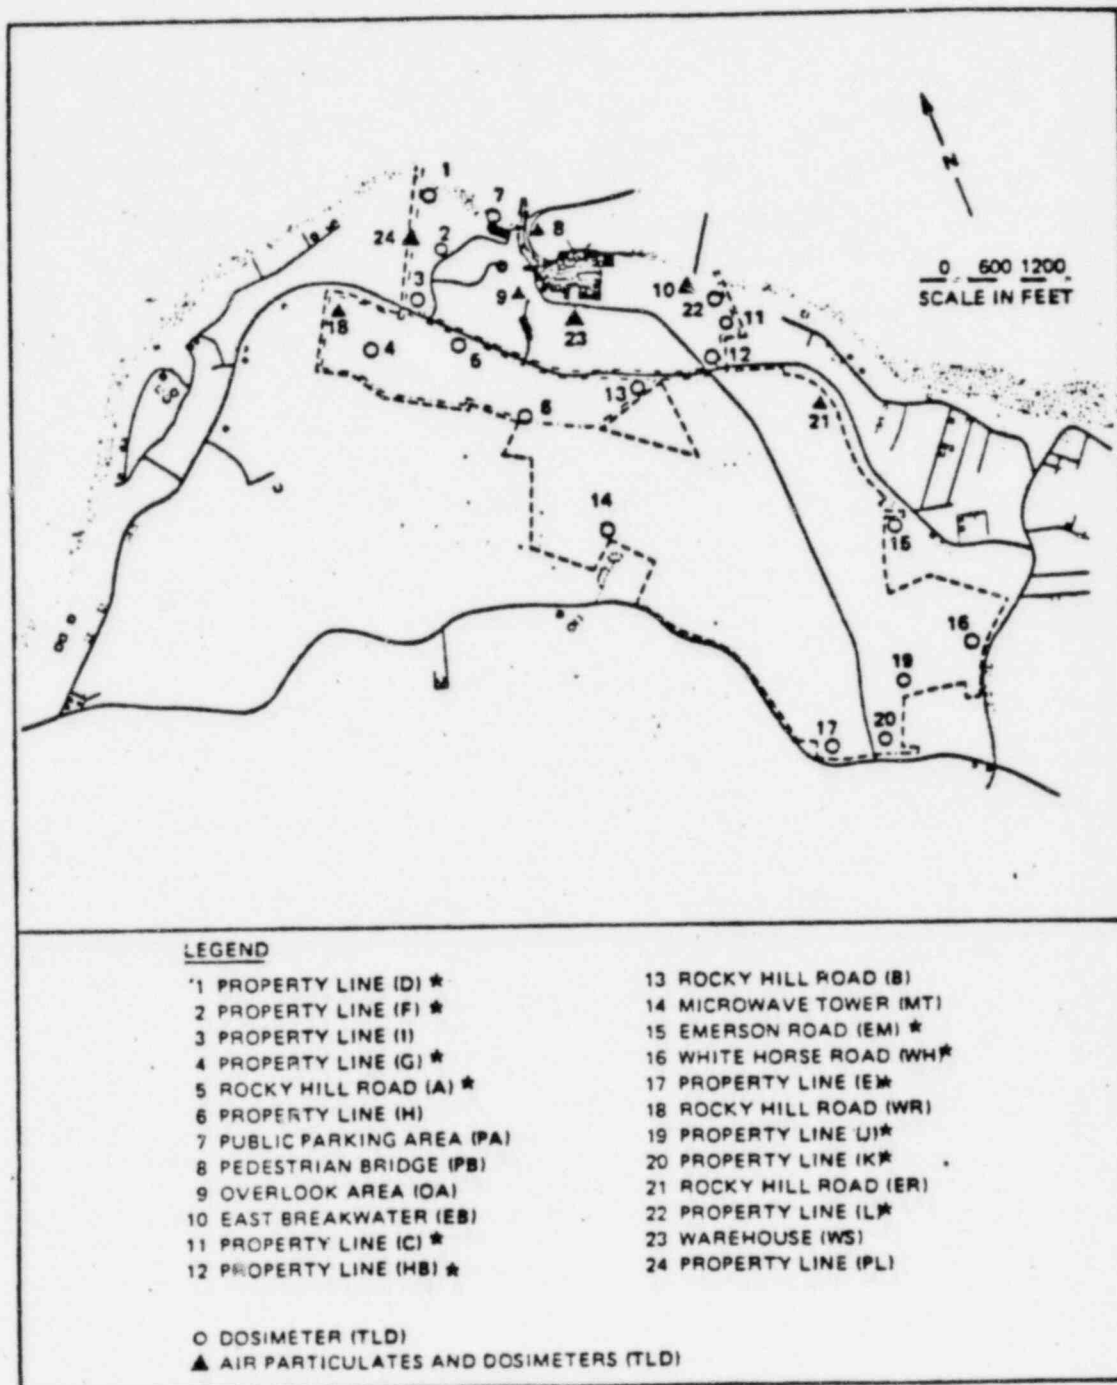 1
7
8
24
2
N
3
9
10
22
11
0 600 1200
SCALE IN FEET
18
23
4
6
12
13
6
21
14
15
16
19
20
17
LEGEND
1 PROPERTY LINE (D) *
2 PROPERTY LINE (F) *
3 PROPERTY LINE (I)
4 PROPERTY LINE (G) *
5 ROCKY HILL ROAD (A) *
6 PROPERTY LINE (H)
7 PUBLIC PARKING AREA (PA)
8 PEDESTRIAN BRIDGE (PB)
9 OVERLOOK AREA (OA)
10 EAST BREAKWATER (EB)
11 PROPERTY LINE (C) *
12 PROPERTY LINE (HB) *
13 ROCKY HILL ROAD (B)
14 MICROWAVE TOWER (MT)
15 EMERSON ROAD (EM) *
16 WHITE HORSE ROAD (WH)*
17 PROPERTY LINE (E)*
18 ROCKY HILL ROAD (WR)
19 PROPERTY LINE (J)*
20 PROPERTY LINE (K)*
21 ROCKY HILL ROAD (ER)
22 PROPERTY LINE (L)*
23 WAREHOUSE (WS)
24 PROPERTY LINE (PL)
O DOSIMETER (TLD)
▲ AIR PARTICULATES AND DOSIMETERS (TLD)